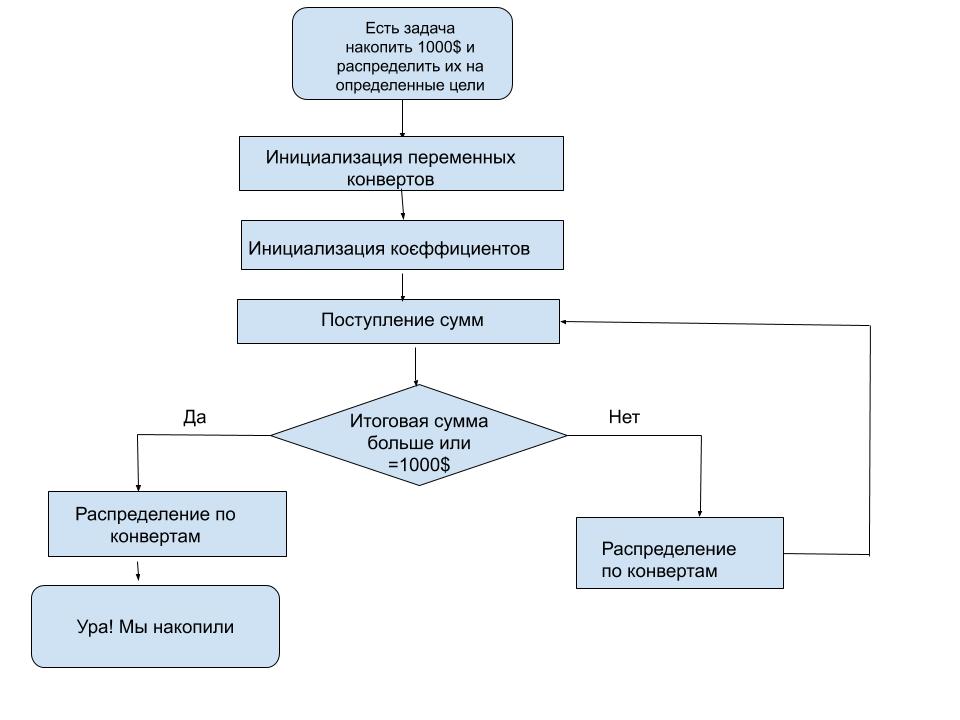 Есть задача
накопить 1000$ и
распределить их на
определенные цели
Инициализация переменных
конвертов
Инициализация коєффициентов
Поступление сумм
Да
Итоговая сумма
больше или
=1000$
Нет
Распределение по
конвертам
Распределение
по конвертам
Ура! Мы накопили